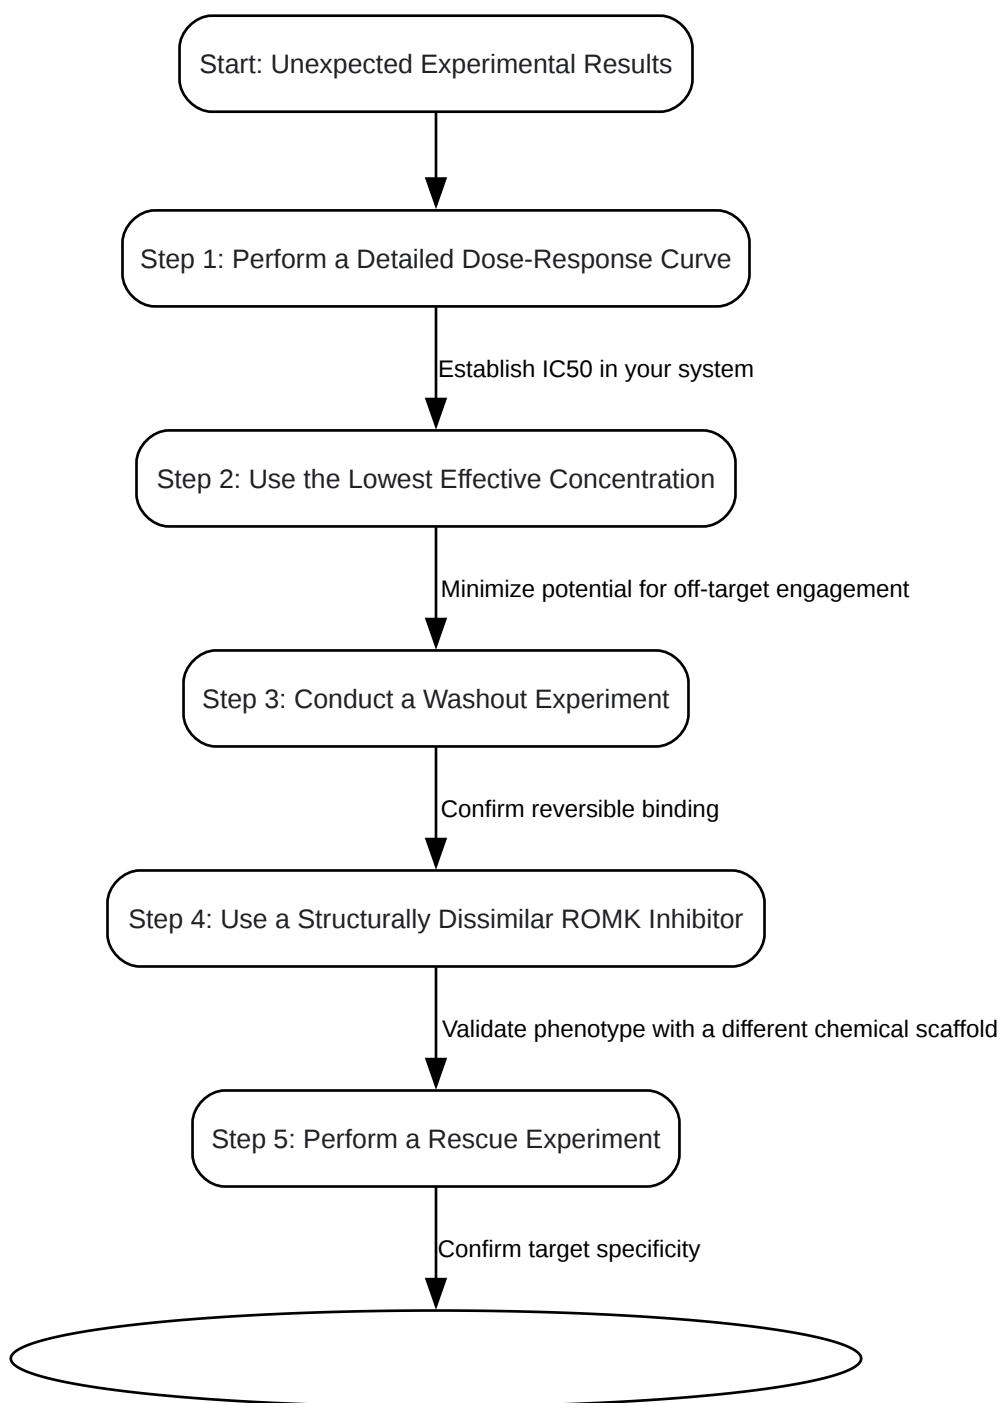 Start: Unexpected Experimental Results
Step 1: Perform a Detailed Dose-Response Curve
Establish IC50 in your system
Step 2: Use the Lowest Effective Concentration
Minimize potential for off-target engagement
Step 3: Conduct a Washout Experiment
Confirm reversible binding
Step 4: Use a Structurally Dissimilar ROMK Inhibitor
Validate phenotype with a different chemical scaffold
Step 5: Perform a Rescue Experiment
Confirm target specificity